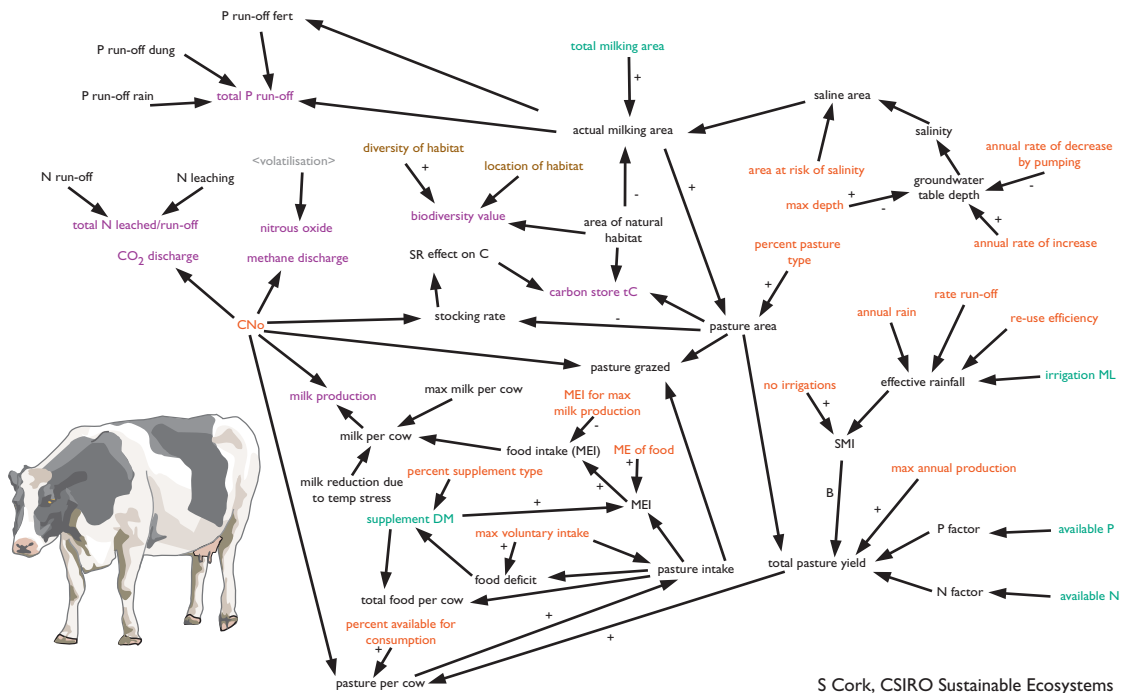 P run-off fert
P run-off dung
total milking area
+
P run-off rain
total P run-off
saline area
actual milking area
salinity
diversity of habitat
annual rate of decrease
by pumping
<volatilisation>
location of habitat
+
area at risk of salinity
N run-off
N leaching
+
groundwater
table depth
-
-
max depth
+
-
biodiversity value
area of natural
habitat
total N leached/run-off
nitrous oxide
+
annual rate of increase
CO2 discharge
methane discharge
SR effect on C
percent pasture
type
carbon store tC
+
rate run-off
annual rain
re-use efficiency
stocking rate
-
pasture area
CNo
pasture grazed
effective rainfall
irrigation ML
max milk per cow
MEI for max
milk production
no irrigations
milk production
+
-
milk per cow
food intake (MEI)
ME of food
SMI
+
percent supplement type
max annual production
milk reduction due
to temp stress
+
B
+
MEI
supplement DM
+
max voluntary intake
P factor
available P
+
pasture intake
total pasture yield
food deficit
total food per cow
N factor
available N
percent available for
consumption
+
+
+
pasture per cow
S Cork, CSIRO Sustainable Ecosystems